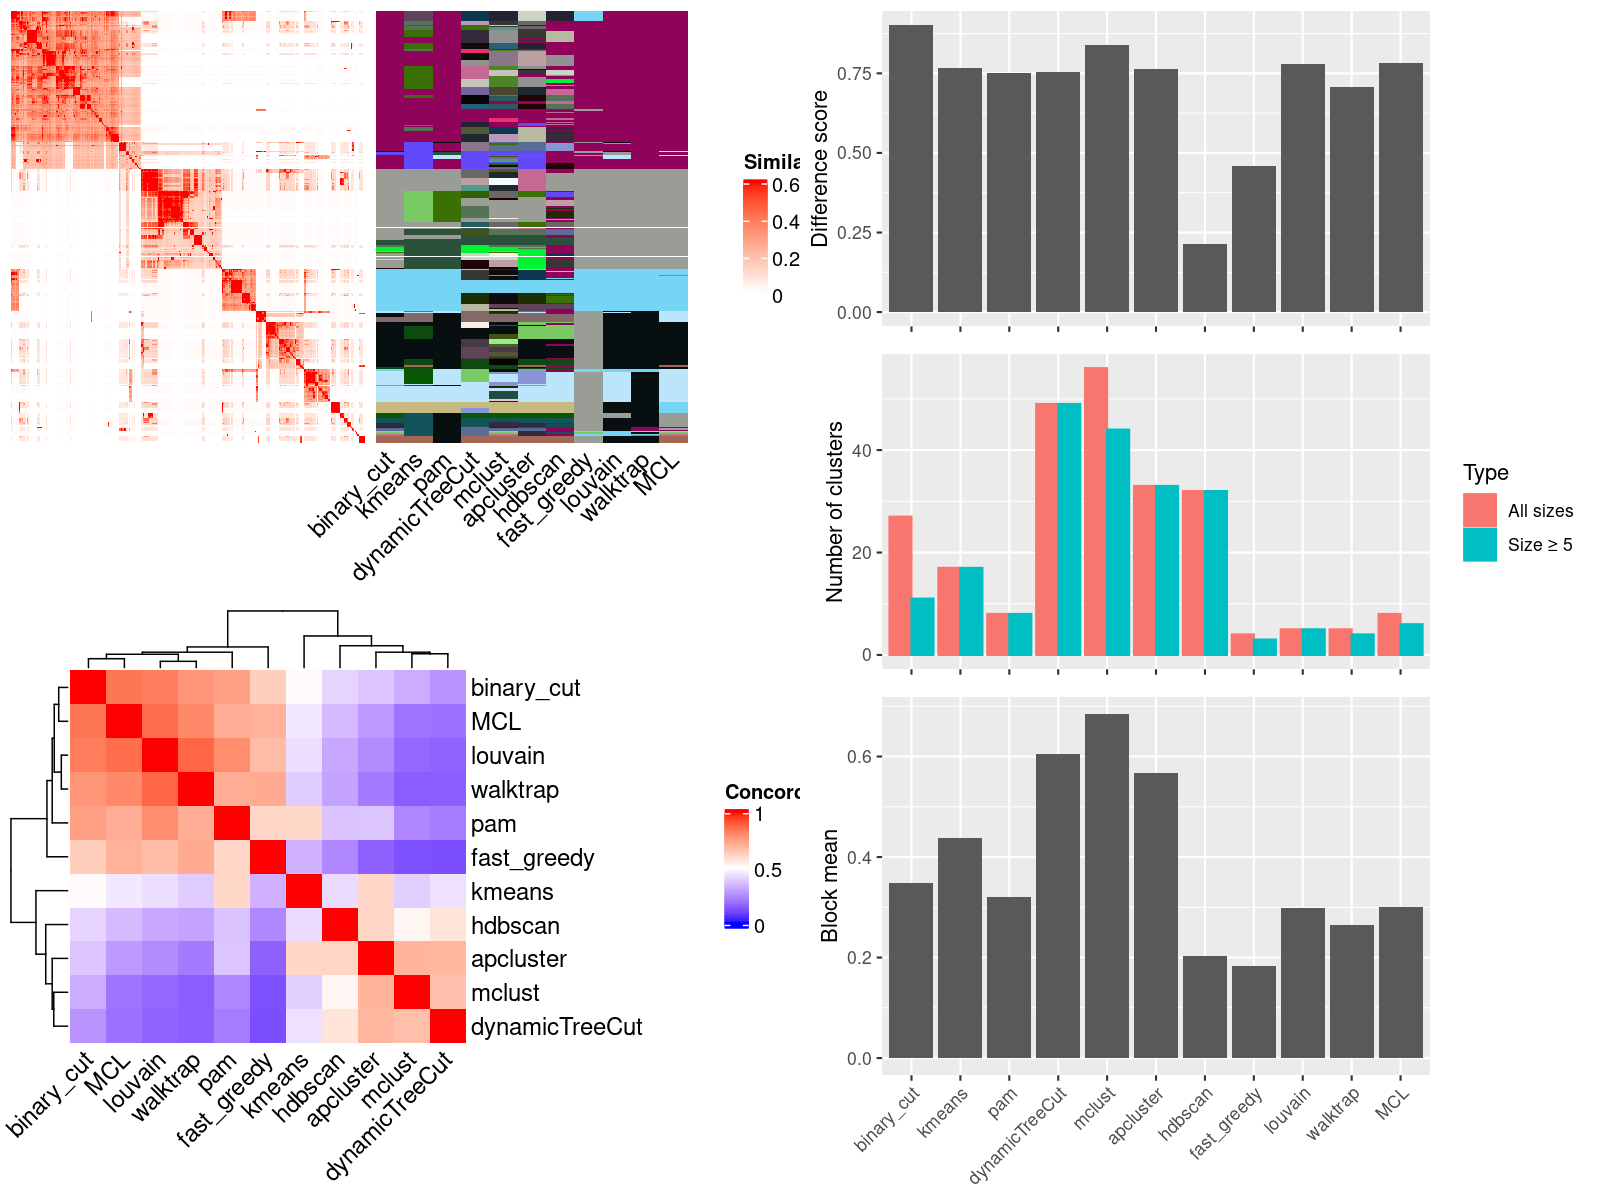 Simila
0.6
0.4
0.2
0
binary_cut
kmeans
pam
dynamicTreeCut
mclust
apcluster
hdbscan
fast_greedy
louvain
walktrap
MCL
Difference score
0.75
0.50
0.25
0.00
Number of clusters
40
20
0
Type
All sizes
Size ≥ 5
Block mean
0.6
0.4
0.2
0.0
binary_cut
kmeans
pam
dynamicTreeCut
mclust
apcluster
hdbscan
fast_greedy
louvain
walktrap
MCL
binary_cut
MCL
louvain
walktrap
pam
fast_greedy
kmeans
hdbscan
apcluster
mclust
dynamicTreeCut
binary_cut
MCL
louvain
walktrap
pam
fast_greedy
kmeans
hdbscan
apcluster
mclust
dynamicTreeCut
Concorc
1
0.5
0